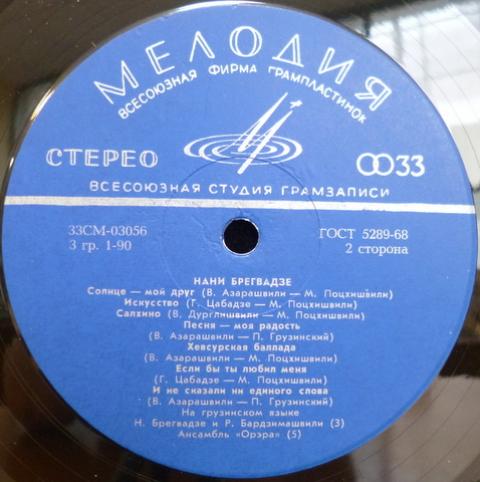 МЕЛОДИЯ
ВСЕСОЮЗНАЯ ФИРМА ГРАМПЛАСТИНОК
СТЕРЕО
33
ВСЕСОЮЗНАЯ СТУДИЯ ГРАМЗАПИСИ
33СМ-03056
ГОСТ 5289-68
3 гр. 1-90
2 сторона
НАНИ БРЕГВАДЗЕ
Солнце — мой друг (В. Азарашвили — М. Поцхишвили)
Искусство (Г. Цабадзе — М. Поцхишвили)
Салхино (В. Дурглишвили — М. Поцхишвили)
Песня — моя радость
(В. Азарашвили — П. Грузинский)
Хевсурская баллада
(В. Азарашвили — М. Поцхишвили)
Если бы ты любил меня
(Г. Цабадзе — М. Поцхишвили)
И не сказали ни единого слова
(В. Азарашвили — П. Грузинский)
На грузинском языке
Н. Брегвадзе и Р. Бардзимашвили (3)
Ансамбль «Орэра» (5)